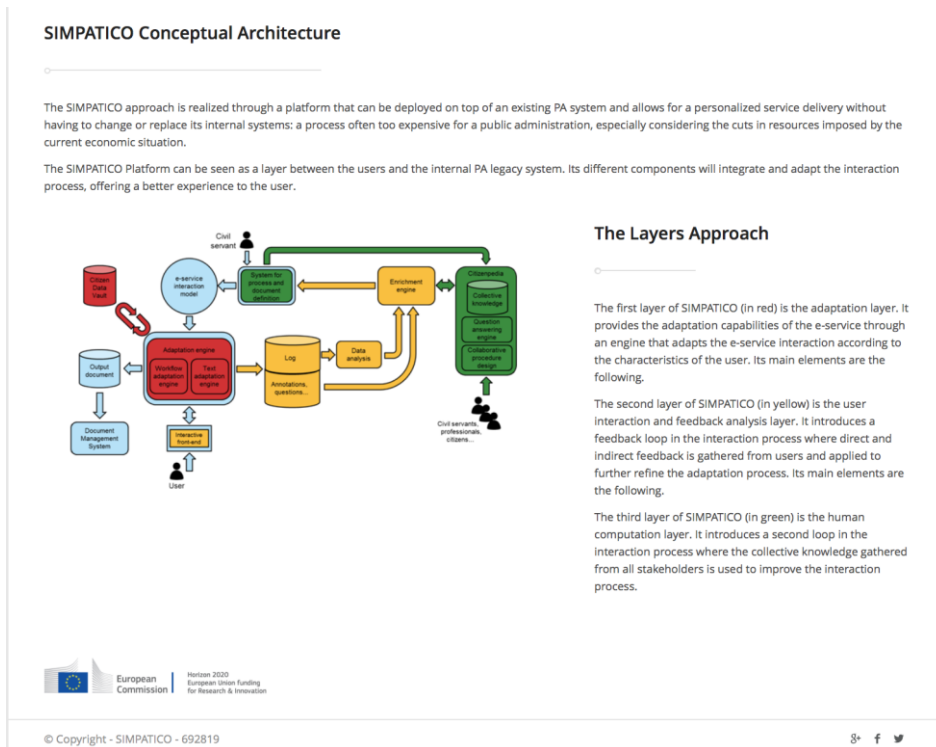 SIMPATICO Conceptual Architecture
The SIMPATICO approach is realized through a platform that can be deployed on top of an existing PA system and allows for a personalized service delivery without
having to change or replace its internal systems: a process often too expensive for a public administration, especially considering the cuts in resources imposed by the
current economic situation.
The SIMPATICO Platform can be seen as a layer between the users and the internal PA legacy system. Its different components will integrate and adapt the interaction
process, offering a better experience to the user.
Civil
servant
Citizen
Data
Vault
e-service
interaction
model
System for
process and
document
definition
Enrichment
engine
Citizenpedia
Collective
knowledge
Question
answering
engine
Collaborative
procedure
design
Output
document
Adaptation engine
Workflow
adaptation
engine
Text
adaptation
engine
Log
Annotations,
questions...
Data
analysis
Document
Management
System
Interactive
front-end
User
Civil servants,
professionals,
citizens...
The Layers Approach
The first layer of SIMPATICO (in red) is the adaptation layer. It
provides the adaptation capabilities of the e-service through
an engine that adapts the e-service interaction according to
the characteristics of the user. Its main elements are the
following.
The second layer of SIMPATICO (in yellow) is the user
interaction and feedback analysis layer. It introduces a
feedback loop in the interaction process where direct and
indirect feedback is gathered from users and applied to
further refine the adaptation process. Its main elements are
the following.
The third layer of SIMPATICO (in green) is the human
computation layer. It introduces a second loop in the
interaction process where the collective knowledge gathered
from all stakeholders is used to improve the interaction
process.
European
Commission
Horizon 2020
European Union funding
for Research & Innovation
© Copyright - SIMPATICO - 692819